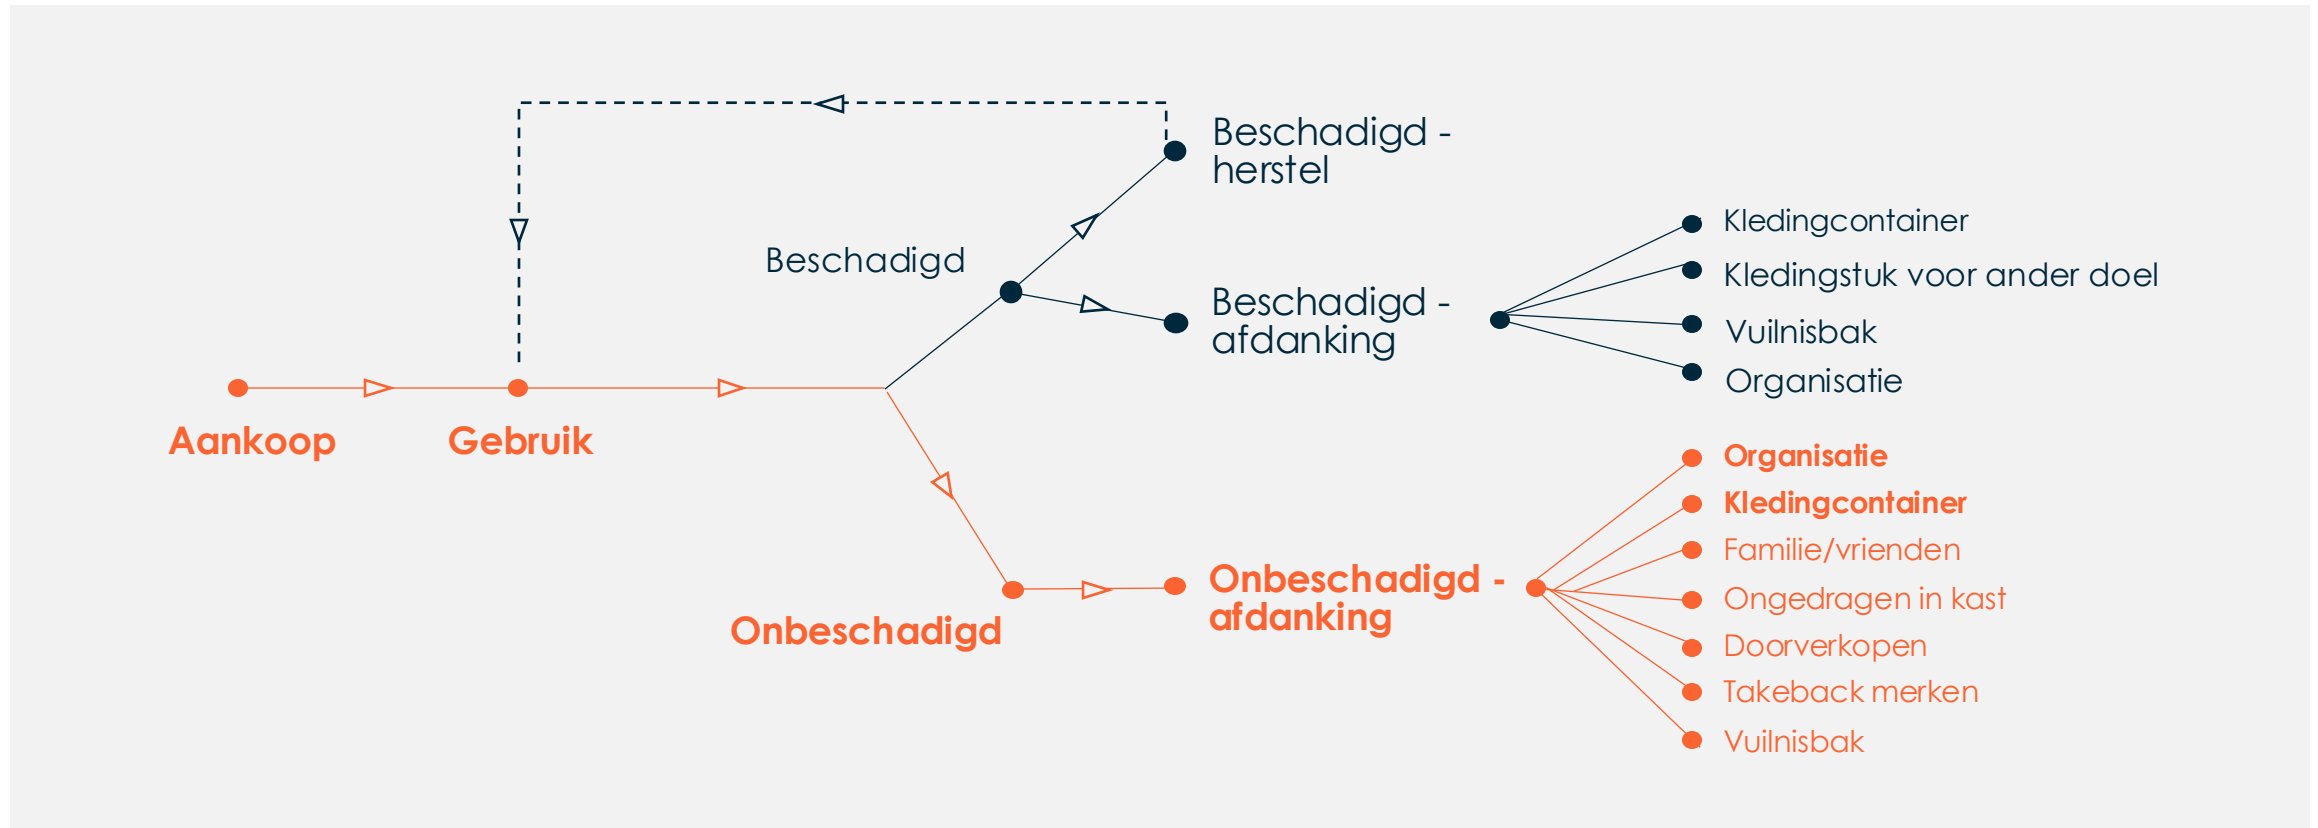 Beschadigd -
herstel
Beschadigd
Beschadigd -
afdanking
Kledingcontainer
Kledingstuk voor ander doel
Vuilnisbak
Organisatie
Aankoop
Gebruik
Onbeschadigd
Onbeschadigd -
afdanking
Organisatie
Kledingcontainer
Familie/vrienden
Ongedragen in kast
Doorverkopen
Takeback merken
Vuilnisbak